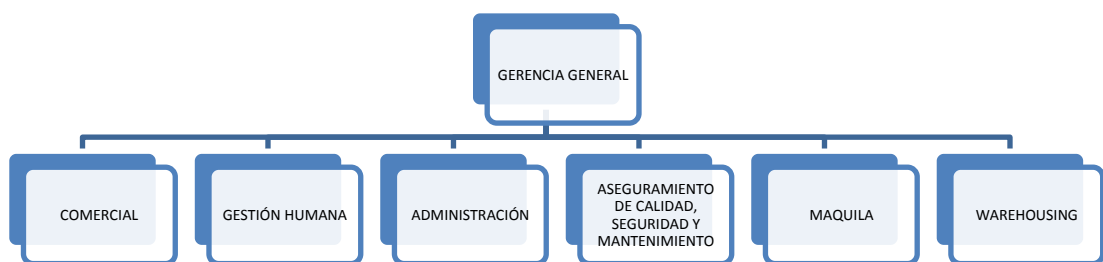 GERENCIA GENERAL
COMERCIAL
GESTIÓN HUMANA
ADMINISTRACIÓN
ASEGURAMIENTO
DE CALIDAD,
SEGURIDAD Y
MANTENIMIENTO
MAQUILA
WAREHOUSING